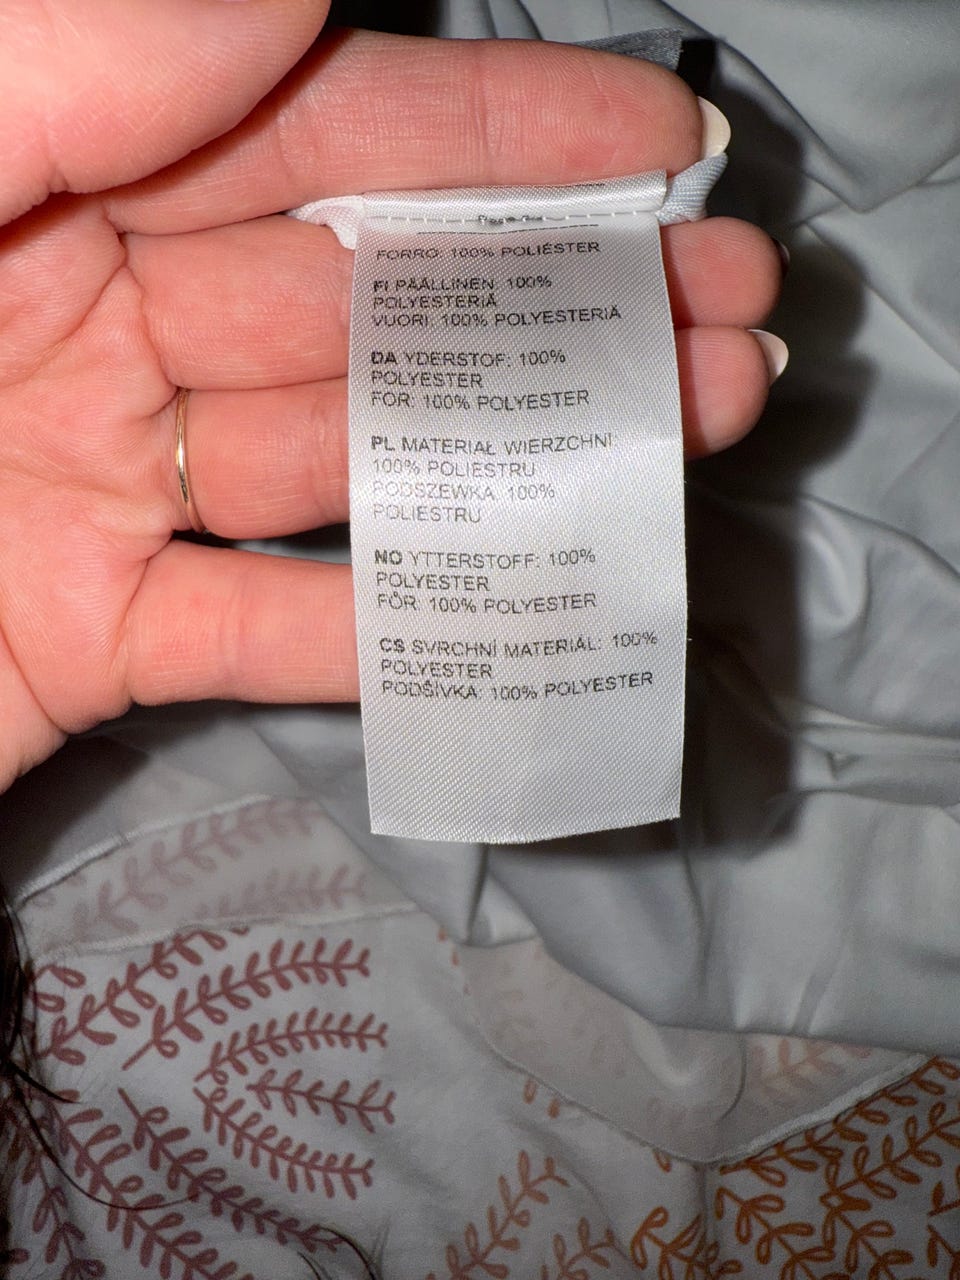 FORRO: 100% POLIÉSTER
FI PÄÄLLINEN: 100%
POLYESTERIÄ
VUORI: 100% POLYESTERIÄ
DA YDERSTOF: 100%
POLYESTER
FOR: 100% POLYESTER
PL MATERIAŁ WIERZCHNI:
100% POLIESTRU
PODSZEWKA: 100%
POLIESTRU
NO YTTERSTOFF: 100%
POLYESTER
FÔR: 100% POLYESTER
CS SVRCHNÍ MATERIÁL: 100%
POLYESTER
PODŠÍVKA: 100% POLYESTER